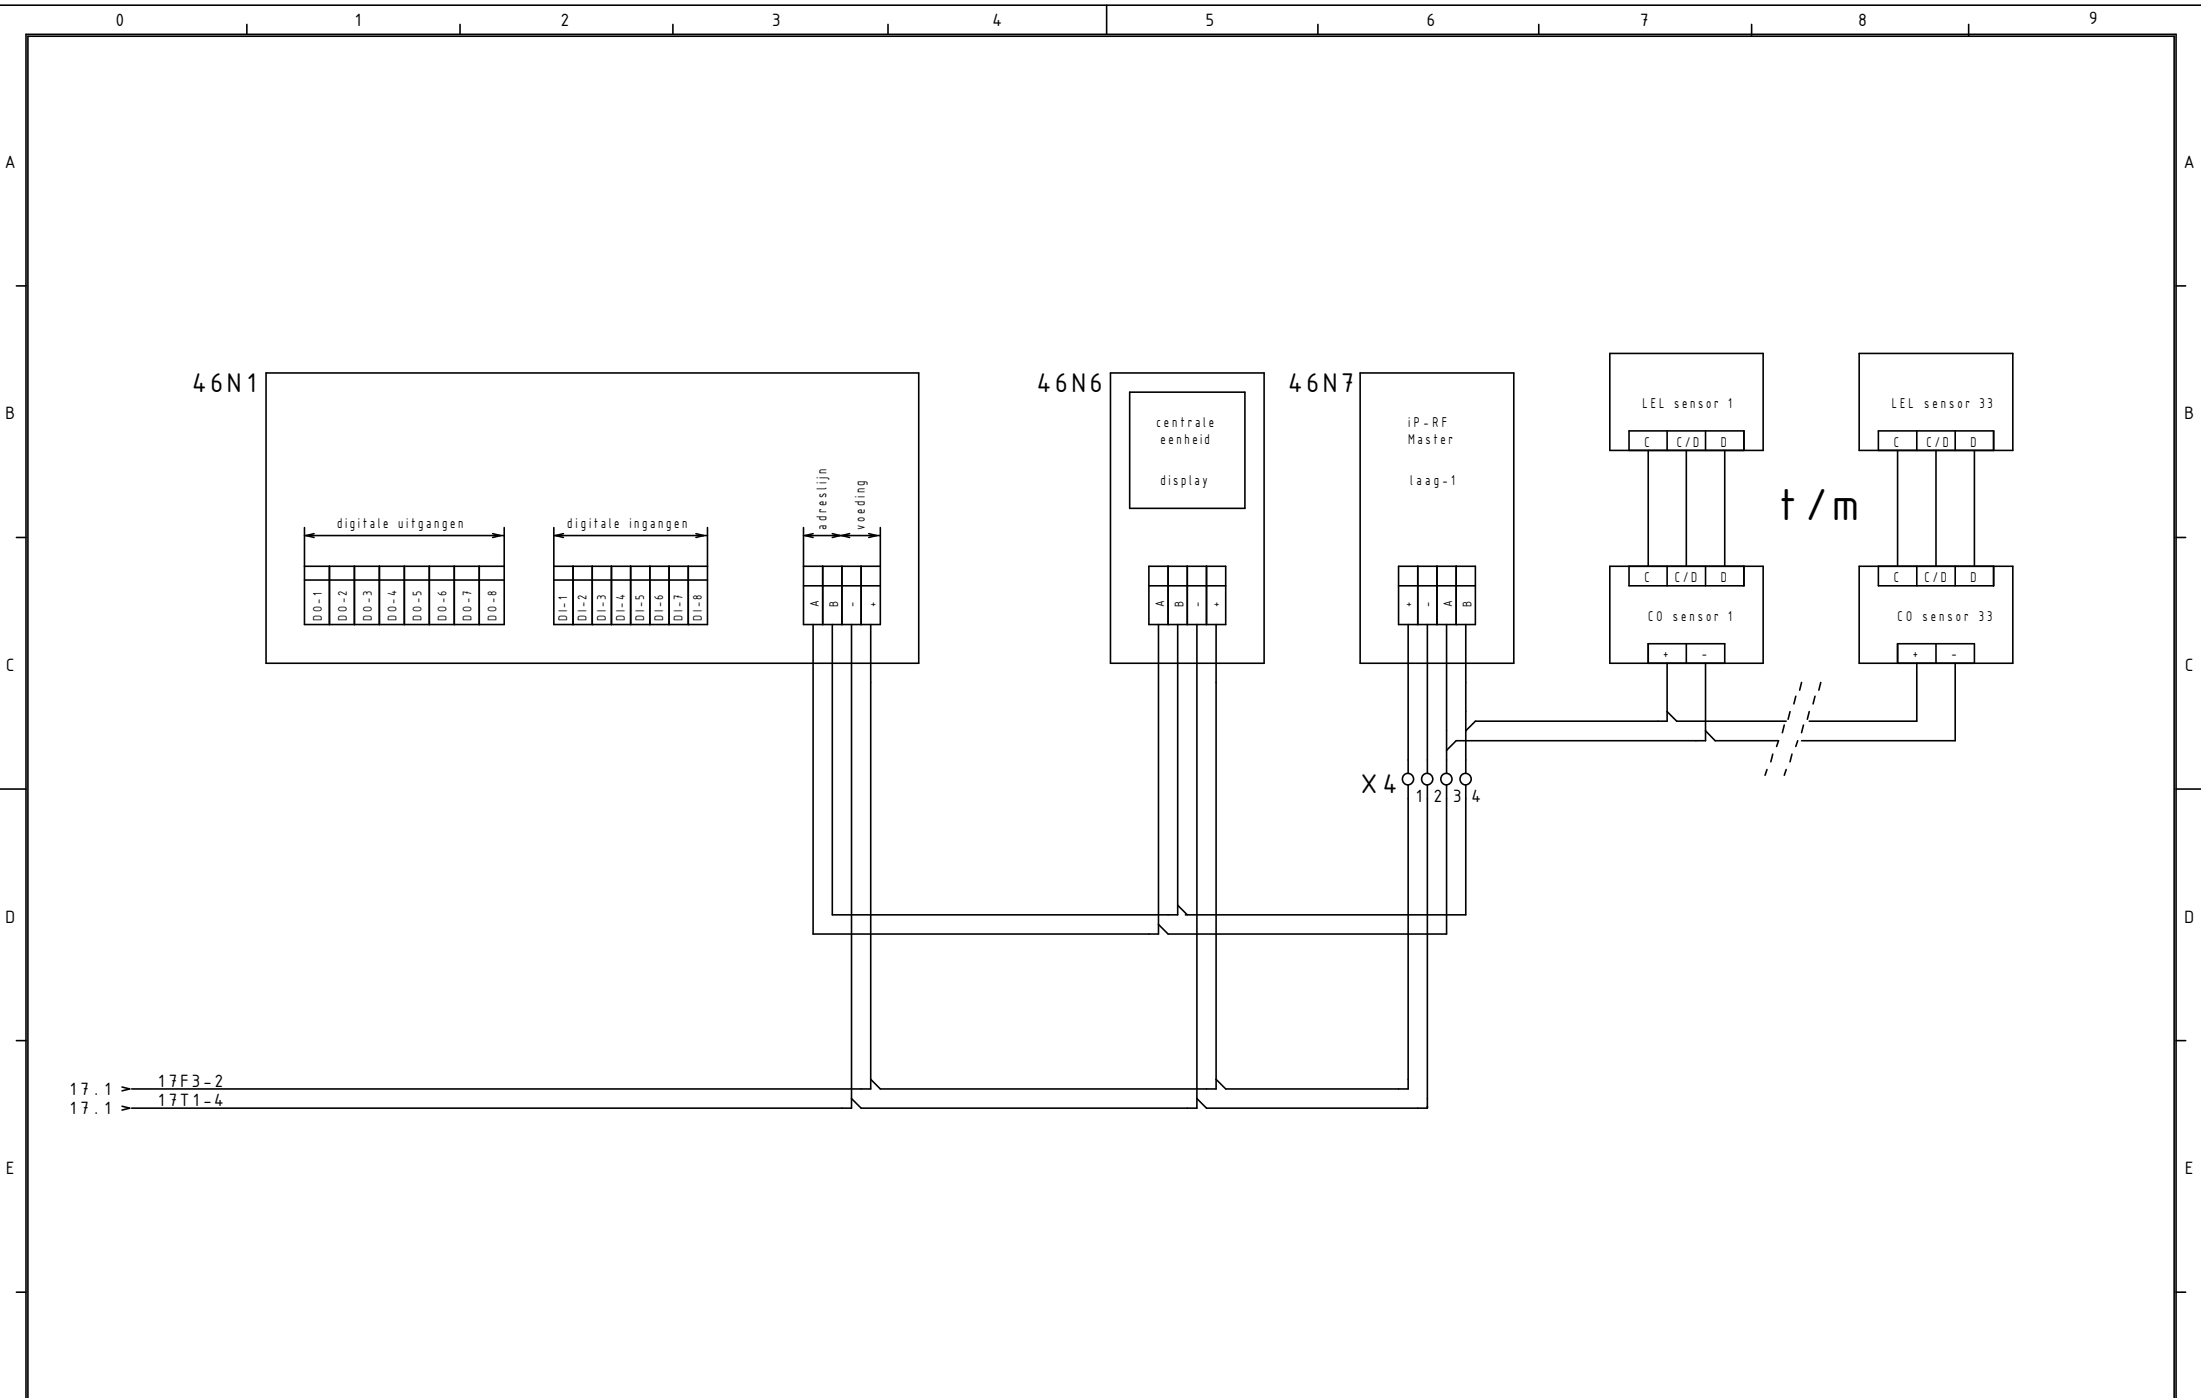 0 1 2 3 4 5 6 7 8 9
A A
46N1 46N6 46N7
B B
centrale
eenheid
display
iP-RF
Master
laag-1
LEL sensor 1
C C/D D
LEL sensor 33
C C/D D
t/m
digitale uitgangen
digitale ingangen
adreslijn
voeding
DO-1 DO-2 DO-3 DO-4 DO-5 DO-6 DO-7 DO-8
DI-1 DI-2 DI-3 DI-4 DI-5 DI-6 DI-7 DI-8
A B - +
A B - +
+ - A B
C C/D D
CO sensor 1
+ -
C C/D D
CO sensor 33
+ -
C C
X4
1 2 3 4
D D
17.1 > 17F3-2
17.1 > 17T1-4
E E